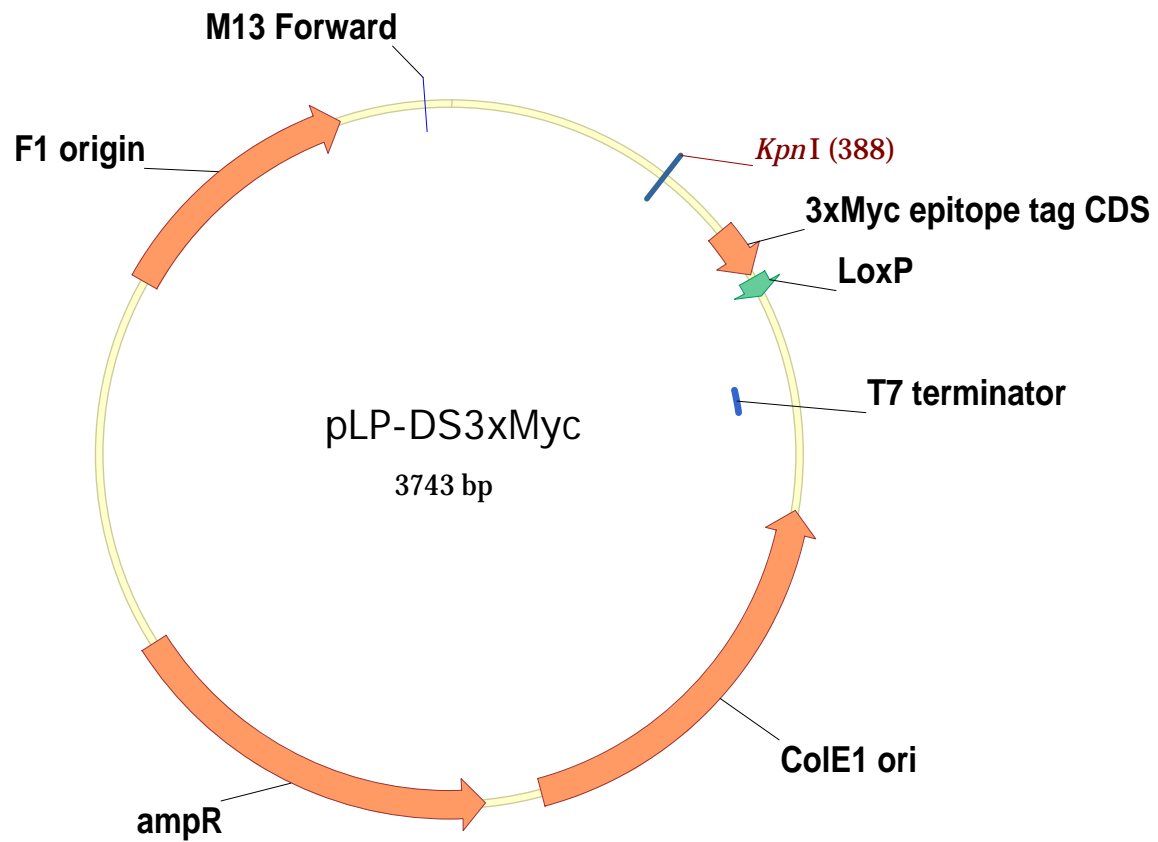 M13 Forward
F1 origin
KpnI (388)
3xMyc epitope tag CDS
LoxP
T7 terminator
pLP-DS3xMyc
3743 bp
ColE1 ori
ampR